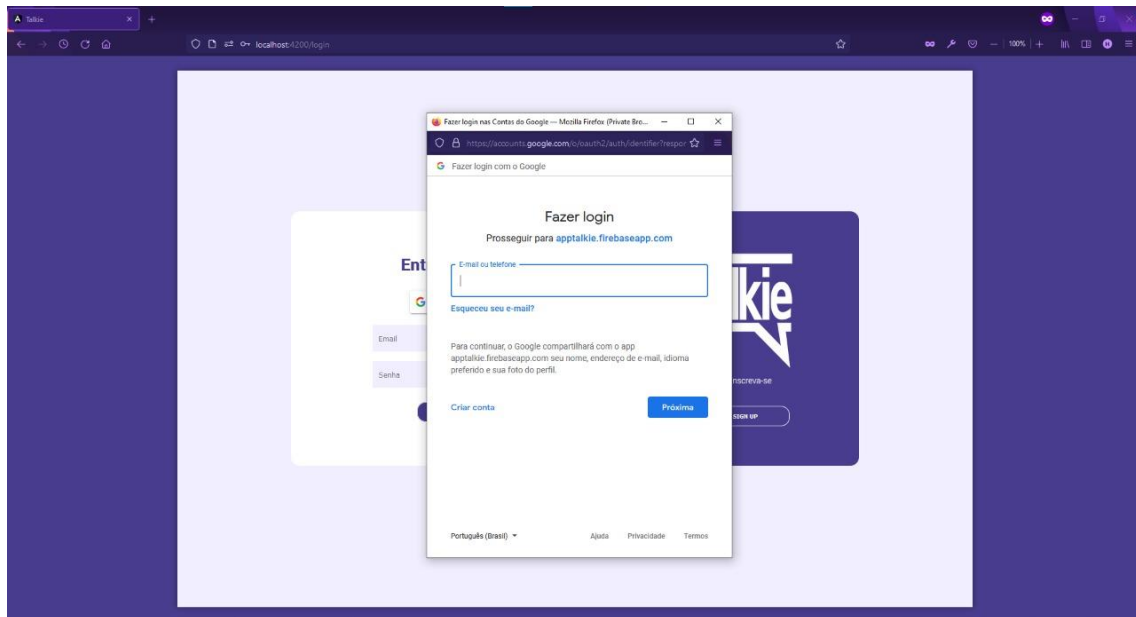 Talkie
localhost:4200/login
100%
Fazer login nas Contas do Google — Mozilla Firefox (Private Bro...
https://accounts.google.com/o/oauth2/auth/identifier?respor
Fazer login com o Google
Fazer login
Prosseguir para apptalkie.firebaseapp.com
E-mail ou telefone
Esqueceu seu e-mail?
Para continuar, o Google compartilhará com o app
apptalkie.firebaseapp.com seu nome, endereço de e-mail, idioma
preferido e sua foto do perfil.
Criar conta
Próxima
Português (Brasil)
Ajuda
Privacidade
Termos
Ent
Email
Senha
kie
nscreva-se
SIGN UP